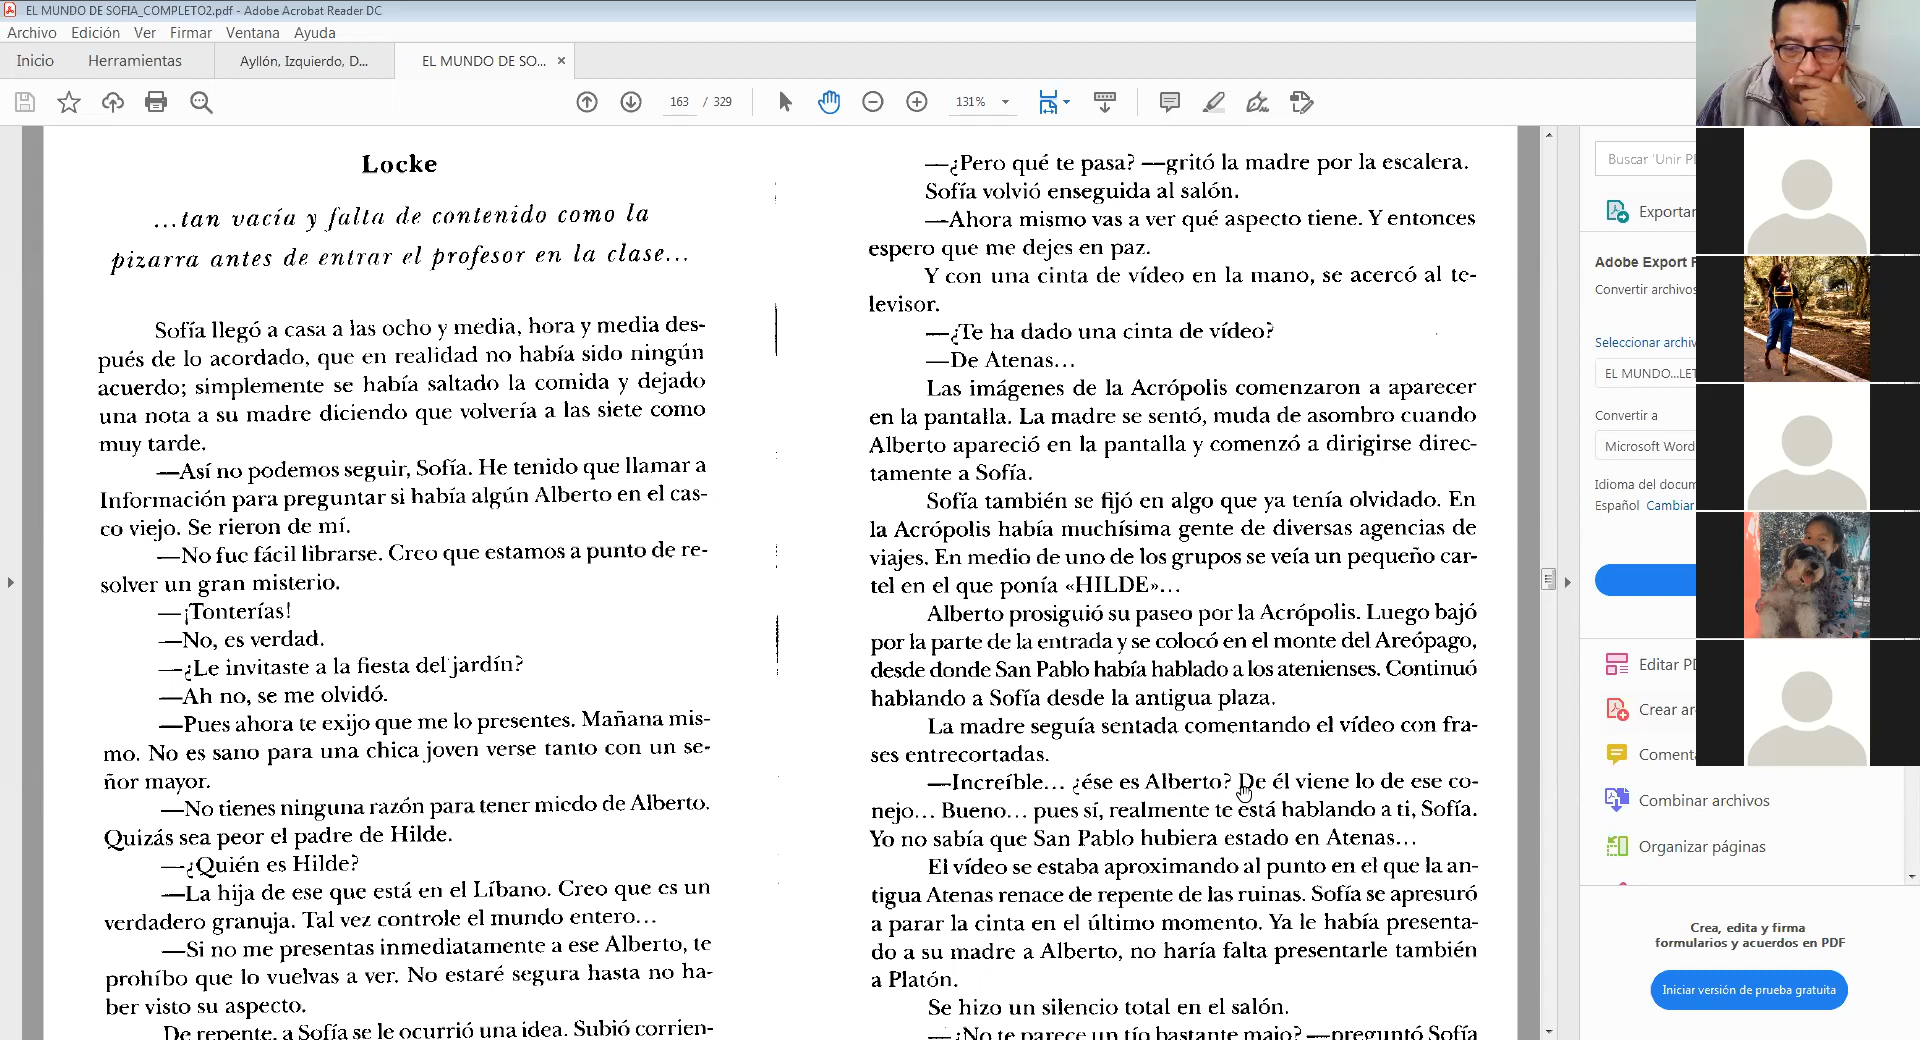 EL MUNDO DE SOFIA_COMPLETO2.pdf - Adobe Acrobat Reader DC
Archivo Edición Ver Firmar Ventana Ayuda
Inicio Herramientas Ayllón, Izquierdo, D... EL MUNDO DE SO... ×
163 / 329 131%
Locke
...tan vacía y falta de contenido como la
pizarra antes de entrar el profesor en la clase...
Sofía llegó a casa a las ocho y media, hora y media des-
pués de lo acordado, que en realidad no había sido ningún
acuerdo; simplemente se había saltado la comida y dejado
una nota a su madre diciendo que volvería a las siete como
muy tarde.
—Así no podemos seguir, Sofía. He tenido que llamar a
Información para preguntar si había algún Alberto en el cas-
co viejo. Se rieron de mí.
—No fue fácil librarse. Creo que estamos a punto de re-
solver un gran misterio.
—¡Tonterías!
—No, es verdad.
—¿Le invitaste a la fiesta del jardín?
—Ah no, se me olvidó.
—Pues ahora te exijo que me lo presentes. Mañana mis-
mo. No es sano para una chica joven verse tanto con un se-
ñor mayor.
—No tienes ninguna razón para tener miedo de Alberto.
Quizás sea peor el padre de Hilde.
—¿Quién es Hilde?
—La hija de ese que está en el Líbano. Creo que es un
verdadero granuja. Tal vez controle el mundo entero...
—Si no me presentas inmediatamente a ese Alberto, te
prohíbo que lo vuelvas a ver. No estaré segura hasta no ha-
ber visto su aspecto.
De repente, a Sofía se le ocurrió una idea. Subió corrien-
—¿Pero qué te pasa? —gritó la madre por la escalera.
Sofía volvió enseguida al salón.
—Ahora mismo vas a ver qué aspecto tiene. Y entonces
espero que me dejes en paz.
Y con una cinta de vídeo en la mano, se acercó al te-
levisor.
—¿Te ha dado una cinta de vídeo?
—De Atenas...
Las imágenes de la Acrópolis comenzaron a aparecer
en la pantalla. La madre se sentó, muda de asombro cuando
Alberto apareció en la pantalla y comenzó a dirigirse direc-
tamente a Sofía.
Sofía también se fijó en algo que ya tenía olvidado. En
la Acrópolis había muchísima gente de diversas agencias de
viajes. En medio de uno de los grupos se veía un pequeño car-
tel en el que ponía «HILDE»...
Alberto prosiguió su paseo por la Acrópolis. Luego bajó
por la parte de la entrada y se colocó en el monte del Areópago,
desde donde San Pablo había hablado a los atenienses. Continuó
hablando a Sofía desde la antigua plaza.
La madre seguía sentada comentando el vídeo con fra-
ses entrecortadas.
—Increíble... ¿ése es Alberto? De él viene lo de ese co-
nejo... Bueno... pues sí, realmente te está hablando a ti, Sofía.
Yo no sabía que San Pablo hubiera estado en Atenas...
El vídeo se estaba aproximando al punto en el que la an-
tigua Atenas renace de repente de las ruinas. Sofía se apresuró
a parar la cinta en el último momento. Ya le había presenta-
do a su madre a Alberto, no haría falta presentarle también
a Platón.
Se hizo un silencio total en el salón.
—¿No te parece un tío bastante majo? —preguntó Sofía
Buscar 'Unir P
Exportar
Adobe Export
Convertir archivos
Seleccionar archiv
EL MUNDO...LE
Convertir a
Microsoft Word
Idioma del docum
Español Cambiar
Editar P
Crear ar
Comenta
Combinar archivos
Organizar páginas
Crea, edita y firma
formularios y acuerdos en PDF
Iniciar versión de prueba gratuita